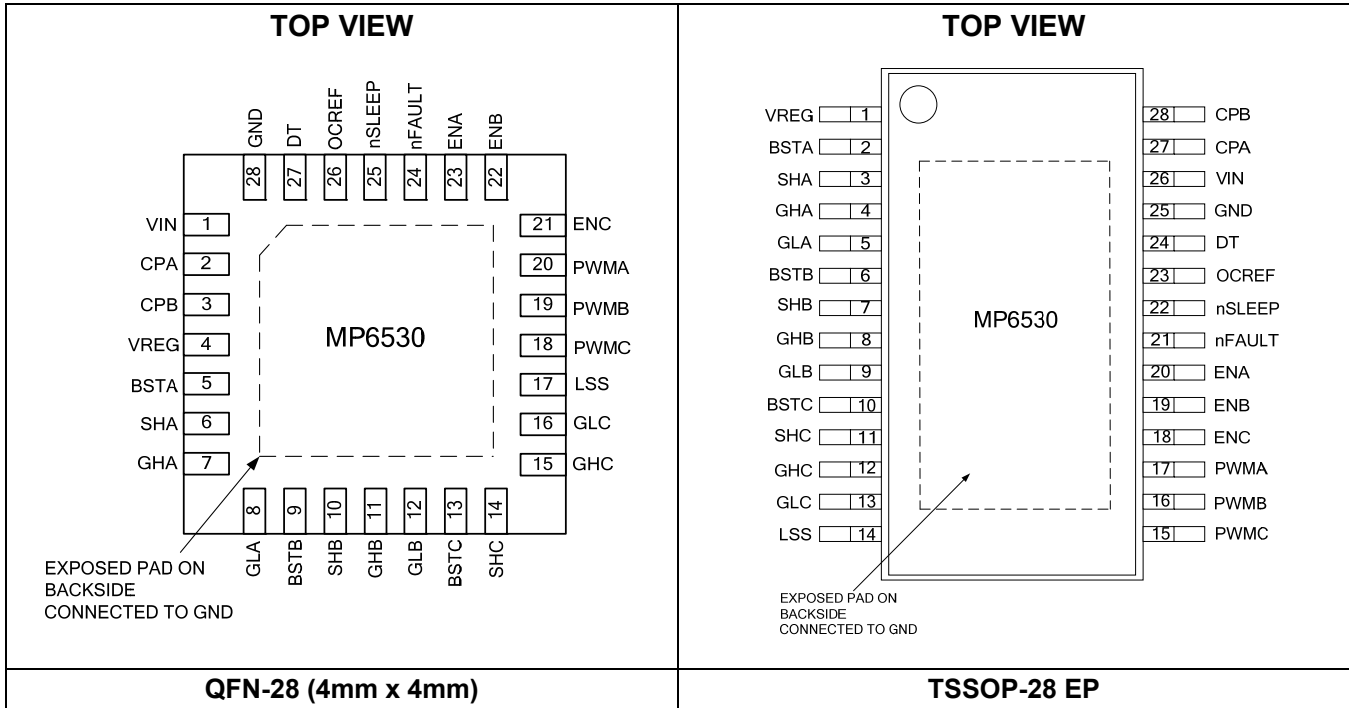 TOP VIEW
GND
DT
OCREF
nSLEEP
nFAULT
ENA
ENB
28
27
26
25
24
23
22
VIN 1
CPA 2
CPB 3
VREG 4
BSTA 5
SHA 6
GHA 7
21 ENC
20 PWMA
19 PWMB
18 PWMC
17 LSS
16 GLC
15 GHC
MP6530
8
9
10
11
12
13
14
GLA
BSTB
SHB
GHB
GLB
BSTC
SHC
EXPOSED PAD ON
BACKSIDE
CONNECTED TO GND
QFN-28 (4mm x 4mm)
TOP VIEW
VREG 1
BSTA 2
SHA 3
GHA 4
GLA 5
BSTB 6
SHB 7
GHB 8
GLB 9
BSTC 10
SHC 11
GHC 12
GLC 13
LSS 14
MP6530
28 CPB
27 CPA
26 VIN
25 GND
24 DT
23 OCREF
22 nSLEEP
21 nFAULT
20 ENA
19 ENB
18 ENC
17 PWMA
16 PWMB
15 PWMC
EXPOSED PAD ON
BACKSIDE
CONNECTED TO GND
TSSOP-28 EP